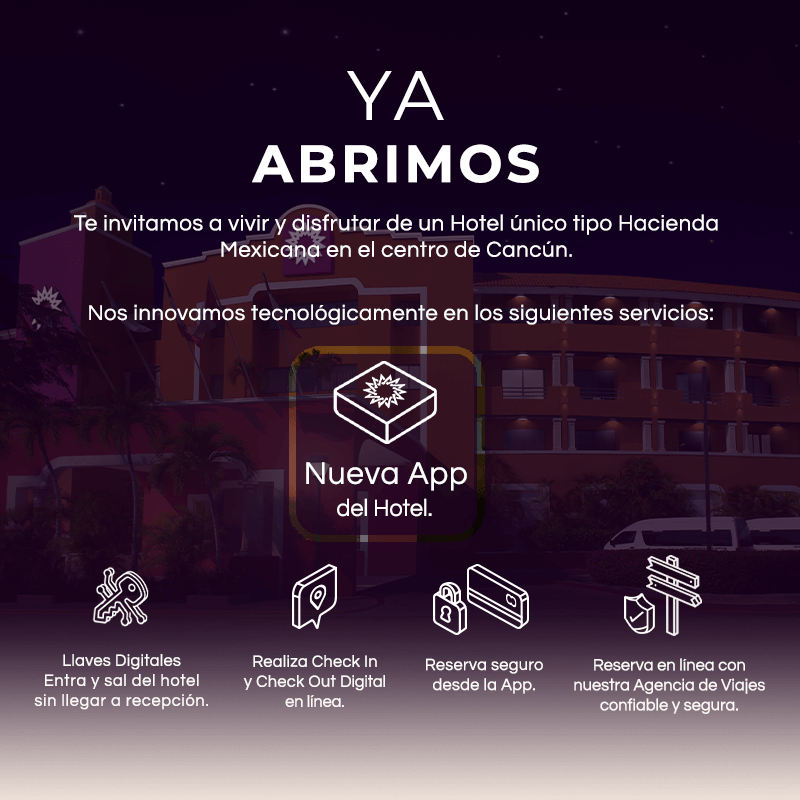 YA
ABRIMOS
Te invitamos a vivir y disfrutar de un Hotel único tipo Hacienda
Mexicana en el centro de Cancún.
Nos innovamos tecnológicamente en los siguientes servicios:
Nueva App
del Hotel.
Llaves Digitales
Entra y sal del hotel
sin llegar a recepción.
Realiza Check In
y Check Out Digital
en línea.
Reserva seguro
desde la App.
Reserva en línea con
nuestra Agencia de Viajes
confiable y segura.